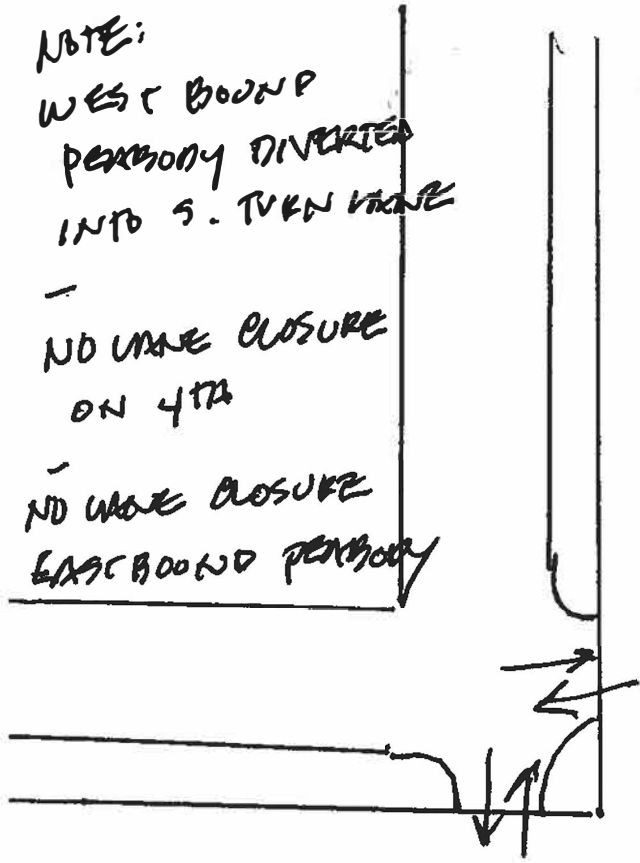 NOTE:
WEST BOUND
PEABODY DIVERTED
INTO S. TURN LANE
–
NO LANE CLOSURE
ON 4TH
–
NO LANE CLOSURE
EASTBOUND PEABODY